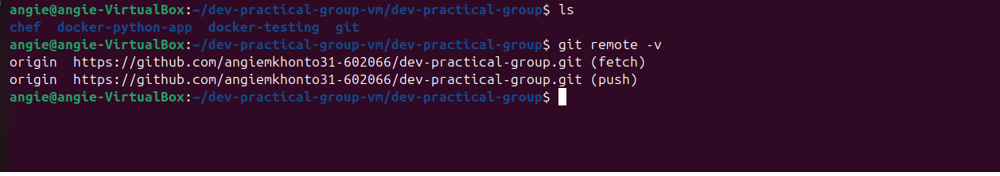 angie@angie-VirtualBox:~/dev-practical-group-vm/dev-practical-group$ ls
chef  docker-python-app  docker-testing  git
angie@angie-VirtualBox:~/dev-practical-group-vm/dev-practical-group$ git remote -v
origin  https://github.com/angiemkhonto31-602066/dev-practical-group.git (fetch)
origin  https://github.com/angiemkhonto31-602066/dev-practical-group.git (push)
angie@angie-VirtualBox:~/dev-practical-group-vm/dev-practical-group$